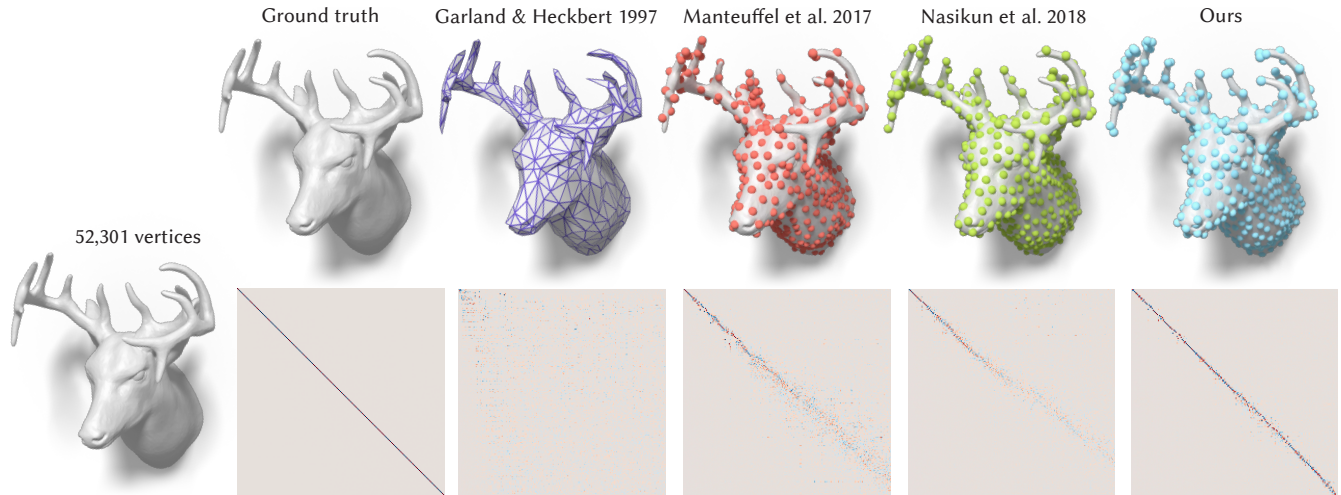 Ground truth
Garland & Heckbert 1997
Manteuffel et al. 2017
Nasikun et al. 2018
Ours
52,301 vertices